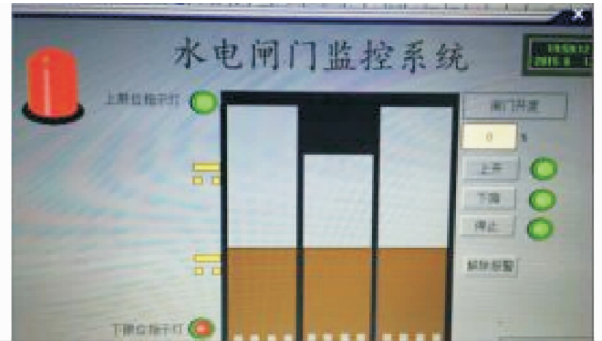 水电闸门监控系统
上限位指示灯
闸门开度
0 %
上升
下降
停止
解除报警
下限位指示灯